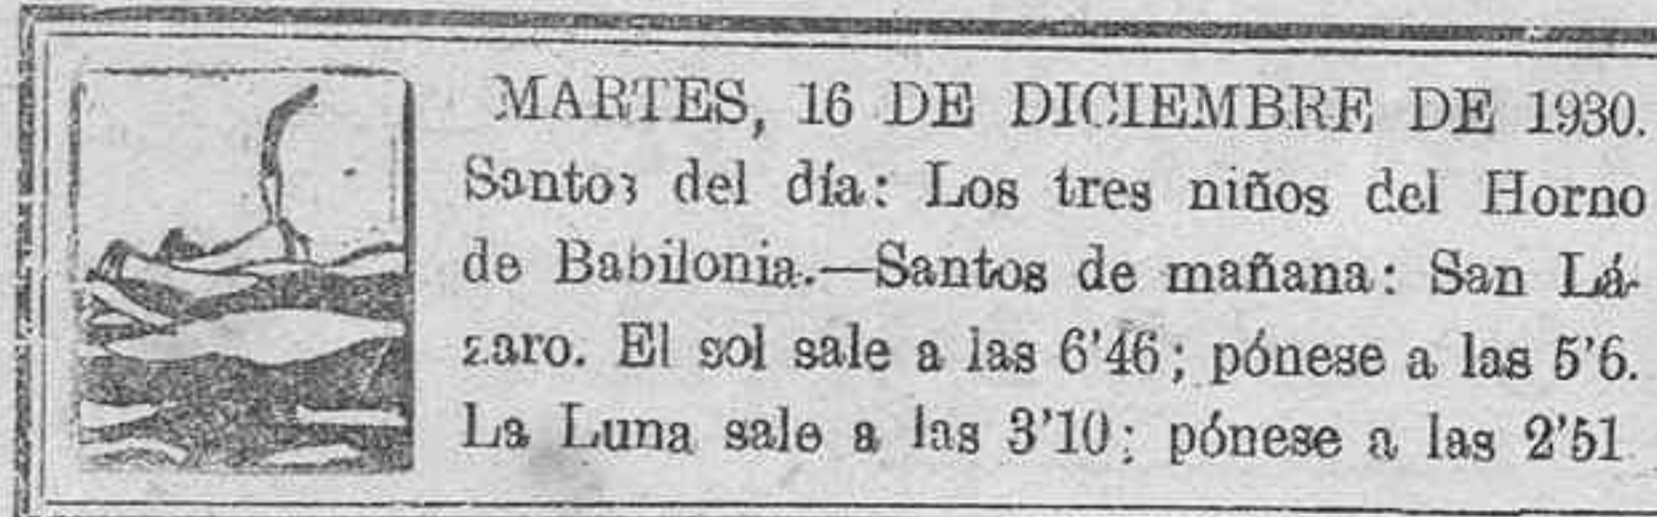 MARTES, 16 DE DICIEMBRE DE 1930.
Santos del día: Los tres niños del Horno
de Babilonia.—Santos de mañana: San Lá-
zaro. El sol sale a las 6'46; pónese a las 5'6.
La Luna sale a las 3'10; pónese a las 2'51